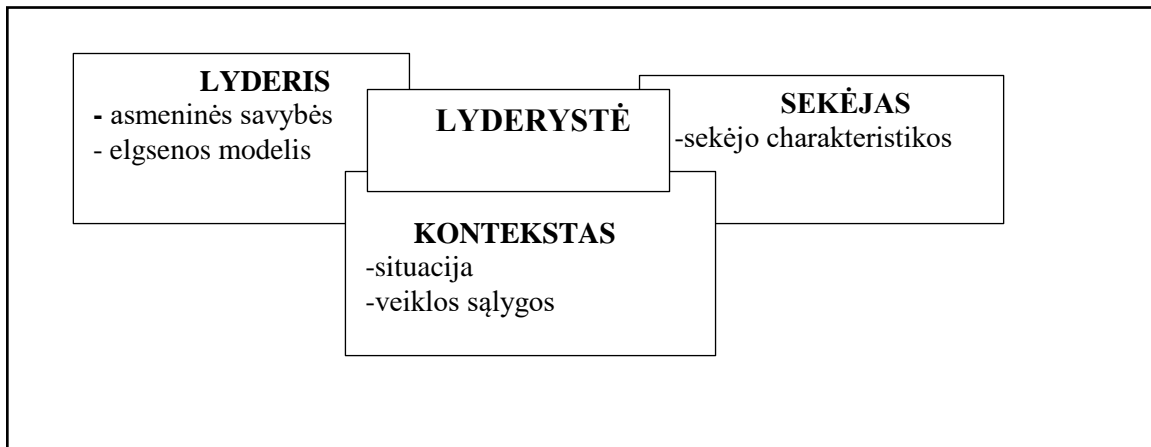 LYDERIS
- asmeninės savybės
- elgsenos modelis
LYDERYSTĖ
SEKĖJAS
-sekėjo charakteristikos
KONTEKSTAS
-situacija
-veiklos sąlygos